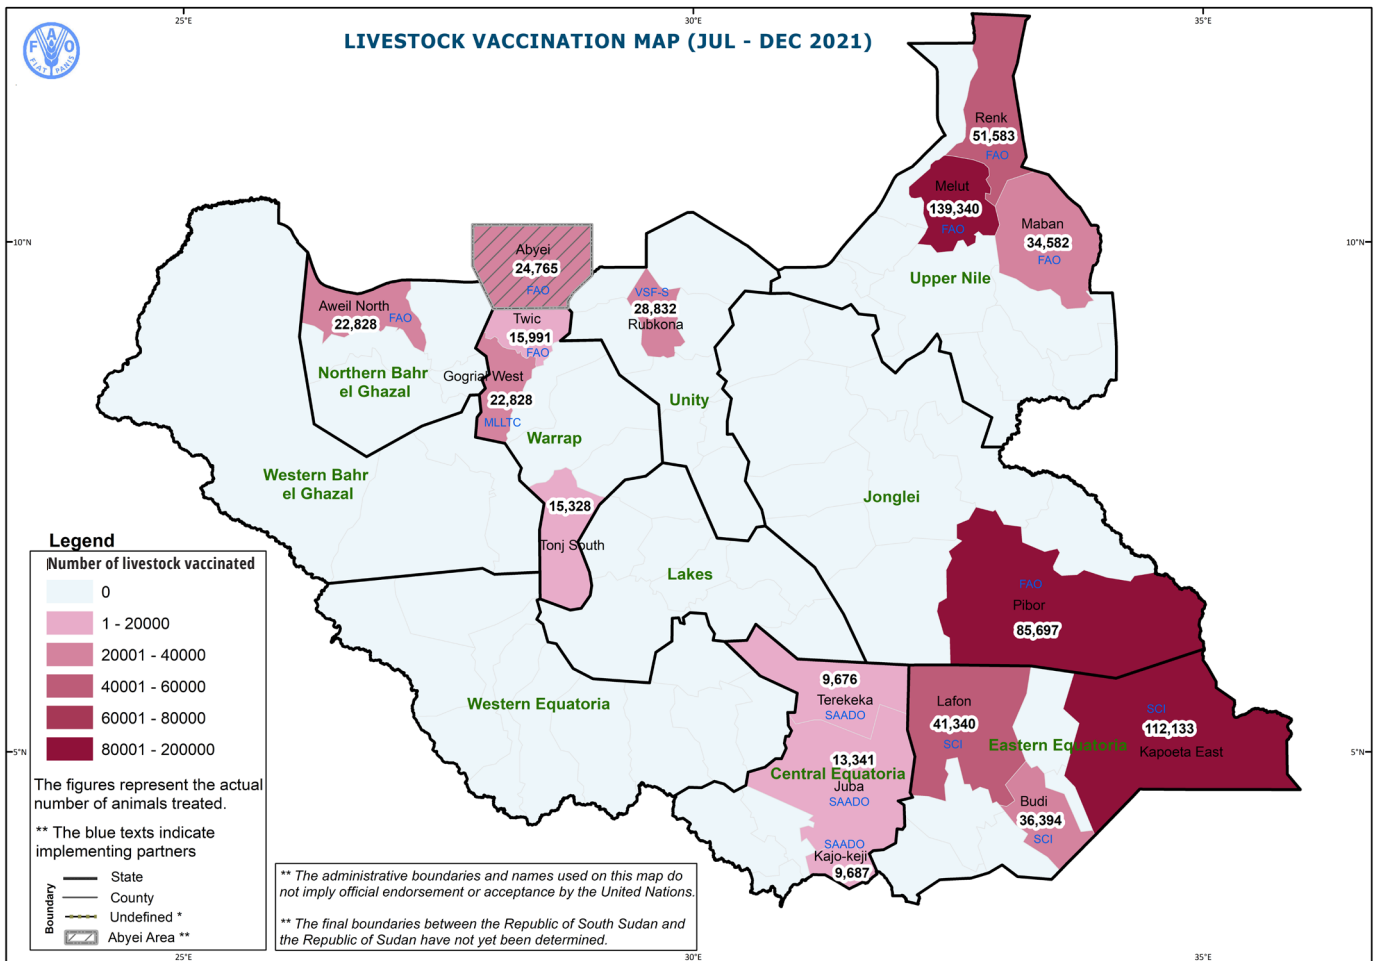 25°E
30°E
35°E
F A O
FIAT PANIS
LIVESTOCK VACCINATION MAP (JUL - DEC 2021)
Renk
51,583
FAO
Melut
139,340
FAO
Maban
34,582
FAO
Upper Nile
10°N
10°N
Abyei
24,765
FAO
VSF-S
28,832
Rubkona
Aweil North
FAO
22,828
Twic
15,991
FAO
Northern Bahr
el Ghazal
Gogrial West
22,828
MLLTC
Unity
Warrap
Western Bahr
el Ghazal
Jonglei
15,328
Tonj South
Lakes
FAO
Pibor
85,697
Western Equatoria
9,676
Terekeka
SAADO
Lafon
41,340
SCI
SCI
112,133
Kapoeta East
Eastern Equatoria
5°N
5°N
13,341
Central Equatoria
Juba
SAADO
Budi
36,394
SCI
SAADO
Kajo-keji
9,687
Legend
Number of livestock vaccinated
0
1 - 20000
20001 - 40000
40001 - 60000
60001 - 80000
80001 - 200000
The figures represent the actual
number of animals treated.
** The blue texts indicate
implementing partners
Boundary
State
County
Undefined *
Abyei Area **
** The administrative boundaries and names used on this map do
not imply official endorsement or acceptance by the United Nations.
** The final boundaries between the Republic of South Sudan and
the Republic of Sudan have not yet been determined.
25°E
30°E
35°E